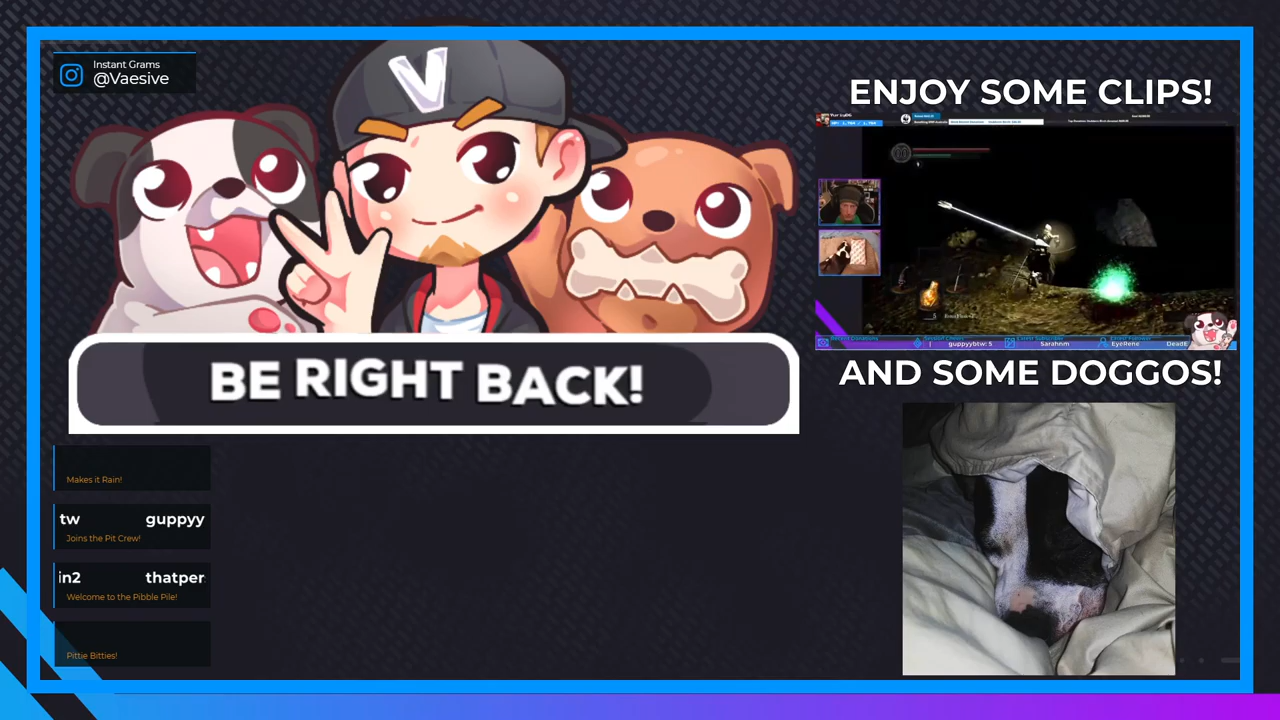 Instant Grams
@Vaesive
V
BE RIGHT BACK!
ENJOY SOME CLIPS!
guppyybtw: 5
Sarahnm
EyeRene
AND SOME DOGGOS!
Makes it Rain!
tw guppyy
Joins the Pit Crew!
in2 thatper
Welcome to the Pibble Pile!
Pittie Bitties!